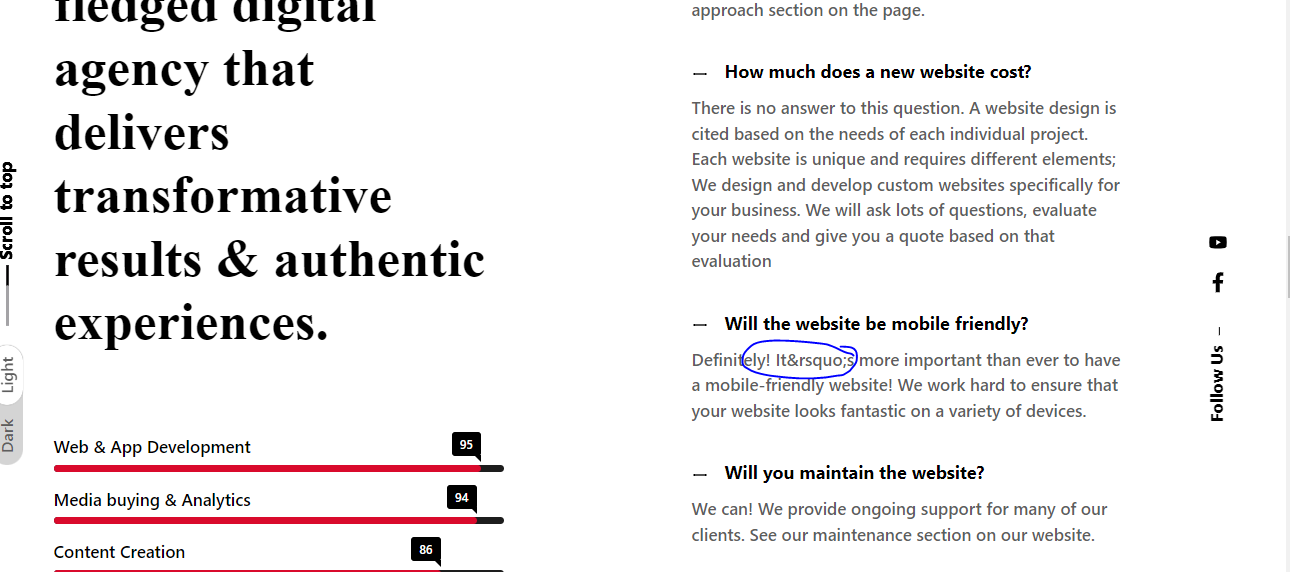 fledged digital
agency that
delivers
transformative
results & authentic
experiences.
Scroll to top
Light
Dark
Web & App Development
95
Media buying & Analytics
94
Content Creation
86
approach section on the page.
— How much does a new website cost?
There is no answer to this question. A website design is
cited based on the needs of each individual project.
Each website is unique and requires different elements;
We design and develop custom websites specifically for
your business. We will ask lots of questions, evaluate
your needs and give you a quote based on that
evaluation
— Will the website be mobile friendly?
Definitely! It&rsquo;s more important than ever to have
a mobile-friendly website! We work hard to ensure that
your website looks fantastic on a variety of devices.
— Will you maintain the website?
We can! We provide ongoing support for many of our
clients. See our maintenance section on our website.
Follow Us —